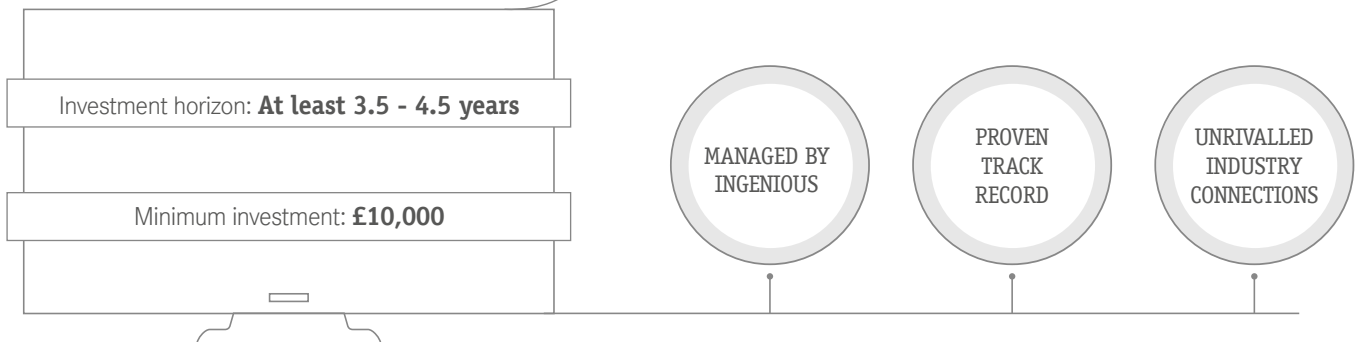 Investment horizon: At least 3.5 - 4.5 years
Minimum investment: £10,000
MANAGED BY
INGENIOUS
PROVEN
TRACK
RECORD
UNRIVALLED
INDUSTRY
CONNECTIONS